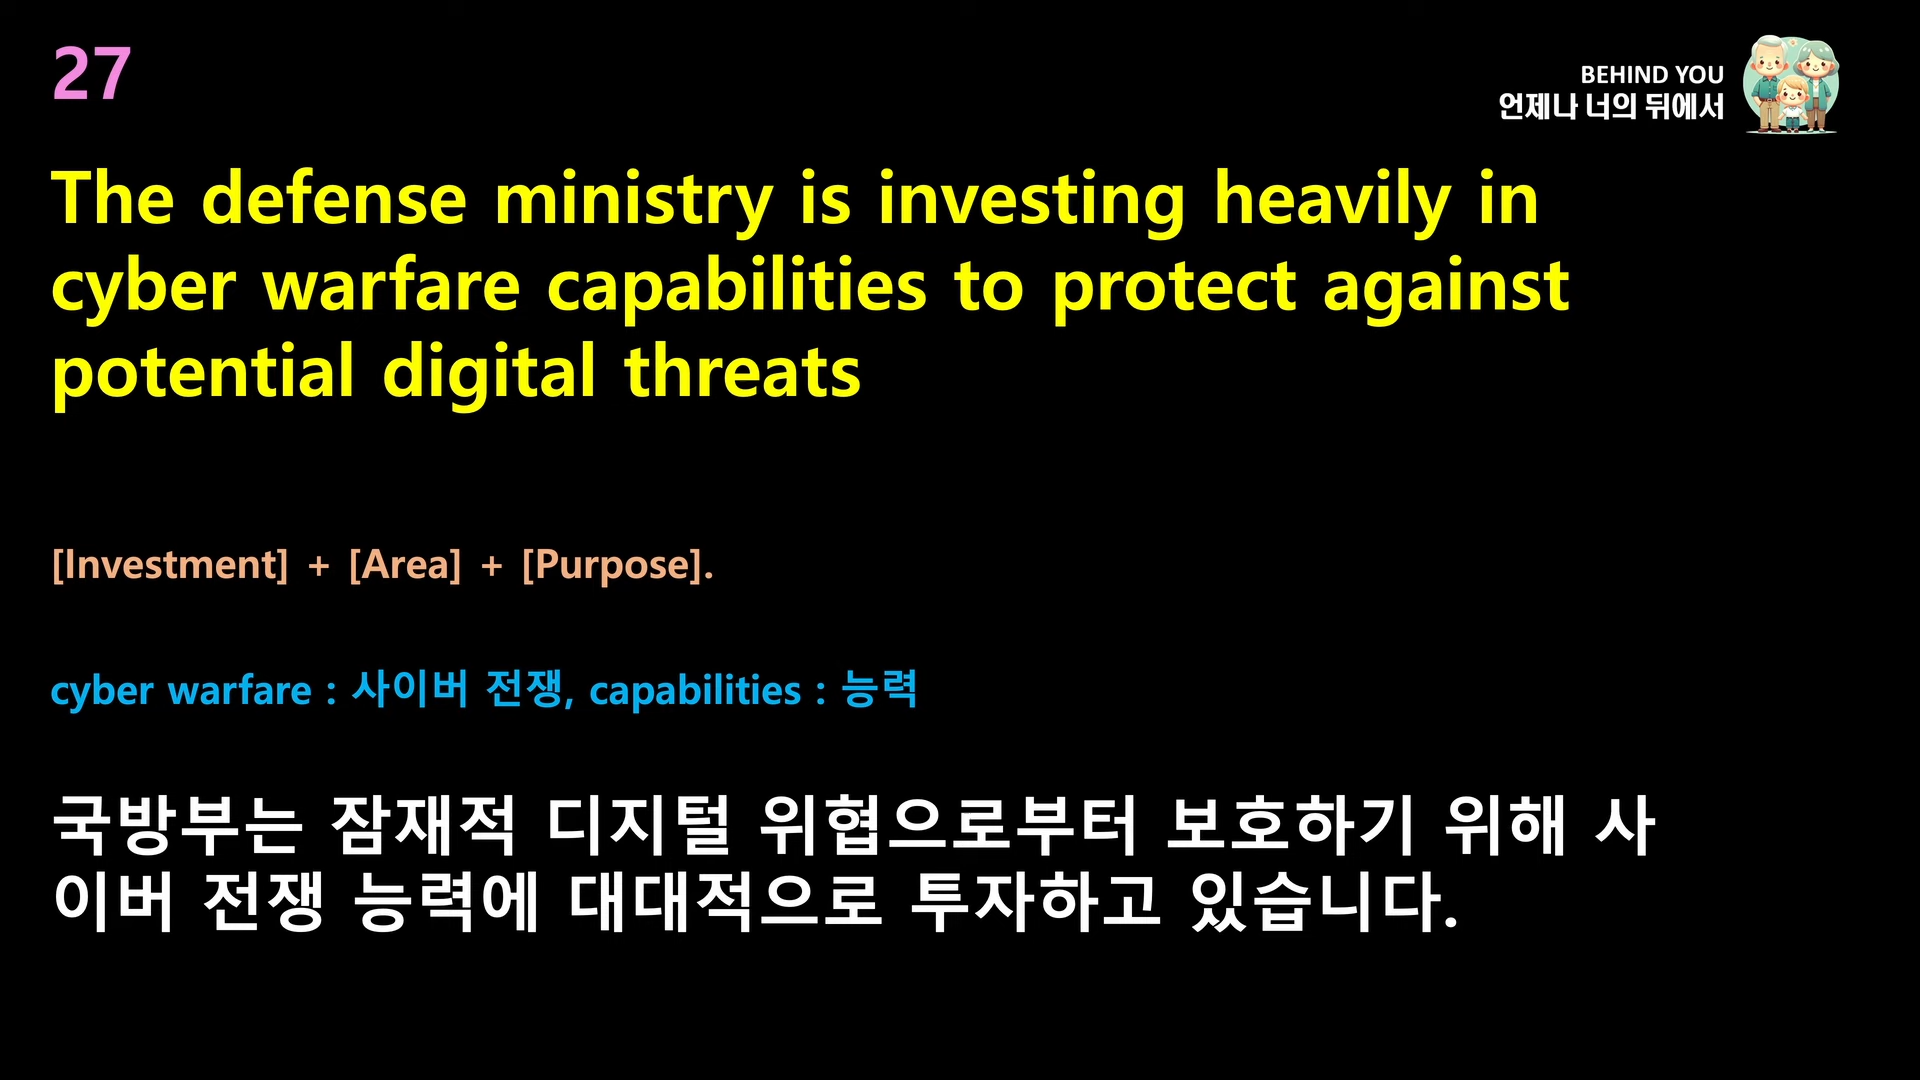 27
BEHIND YOU
언제나 너의 뒤에서
The defense ministry is investing heavily in
cyber warfare capabilities to protect against
potential digital threats
[Investment] + [Area] + [Purpose].
cyber warfare : 사이버 전쟁, capabilities : 능력
국방부는 잠재적 디지털 위협으로부터 보호하기 위해 사
이버 전쟁 능력에 대대적으로 투자하고 있습니다.